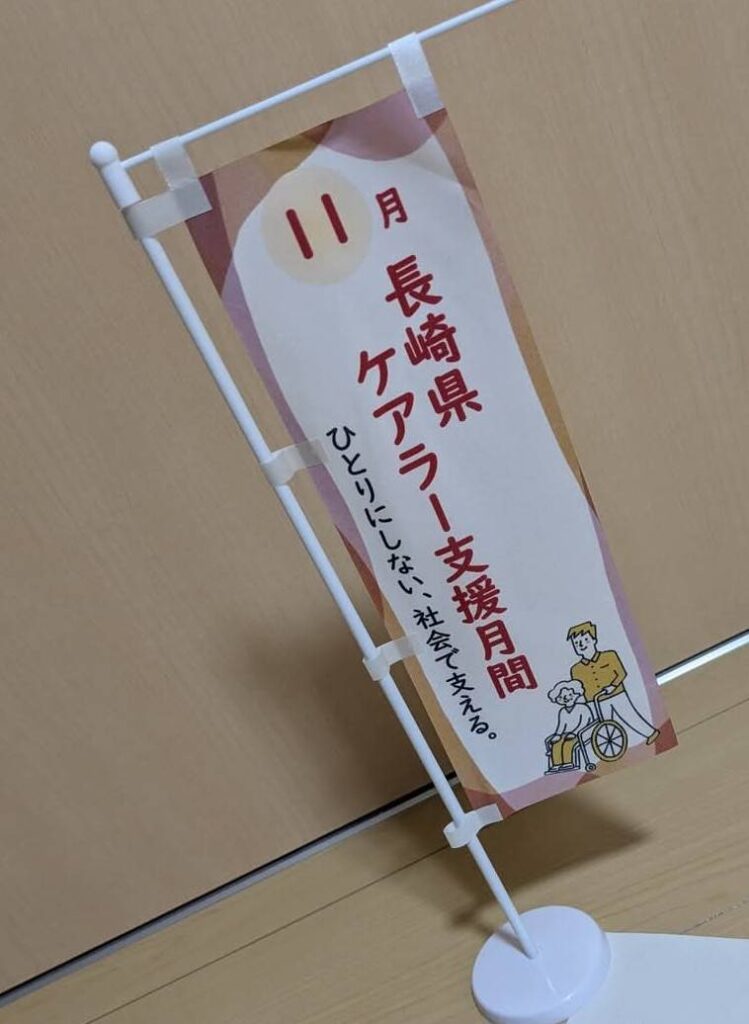 11月
長崎県
ケアラー支援月間
ひとりにしない、社会で支える。